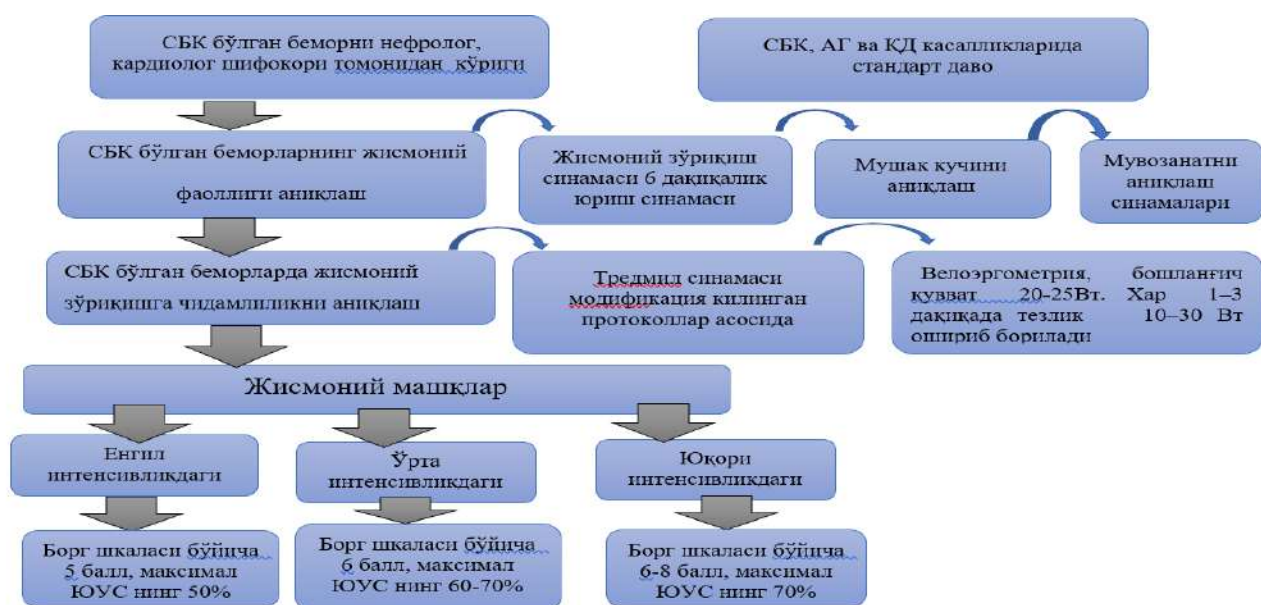 СБК бўлган беморни нефролог,
кардиолог шифокори томонидан кўриги
СБК, АГ ва ҚД касалликларида
стандарт даво
СБК бўлган беморларнинг жисмоний
фаоллиги аниқлаш
Жисмоний зўриқиш
синамаси 6 дақиқалик
юриш синамаси
Мушак кучини
аниқлаш
Мувозанатни
аниқлаш
синамалари
СБК бўлган беморларда жисмоний
зўриқишга чидамлиликни аниқлаш
Тредмил синамаси
модификация килинган
протоколлар асосида
Велоэргометрия, бошланғич
қувват 20-25Вт. Хар 1–3
дақиқада тезлик 10–30 Вт
ошириб борилади
Жисмоний машқлар
Енгил
интенсивликдаги
Ўрта
интенсивликдаги
Юқори
интенсивликдаги
Борг шкаласи бўйича
5 балл, максимал
ЮУС нинг 50%
Борг шкаласи бўйича
6 балл, максимал
ЮУС нинг 60-70%
Борг шкаласи бўйича
6-8 балл, максимал
ЮУС нинг 70%